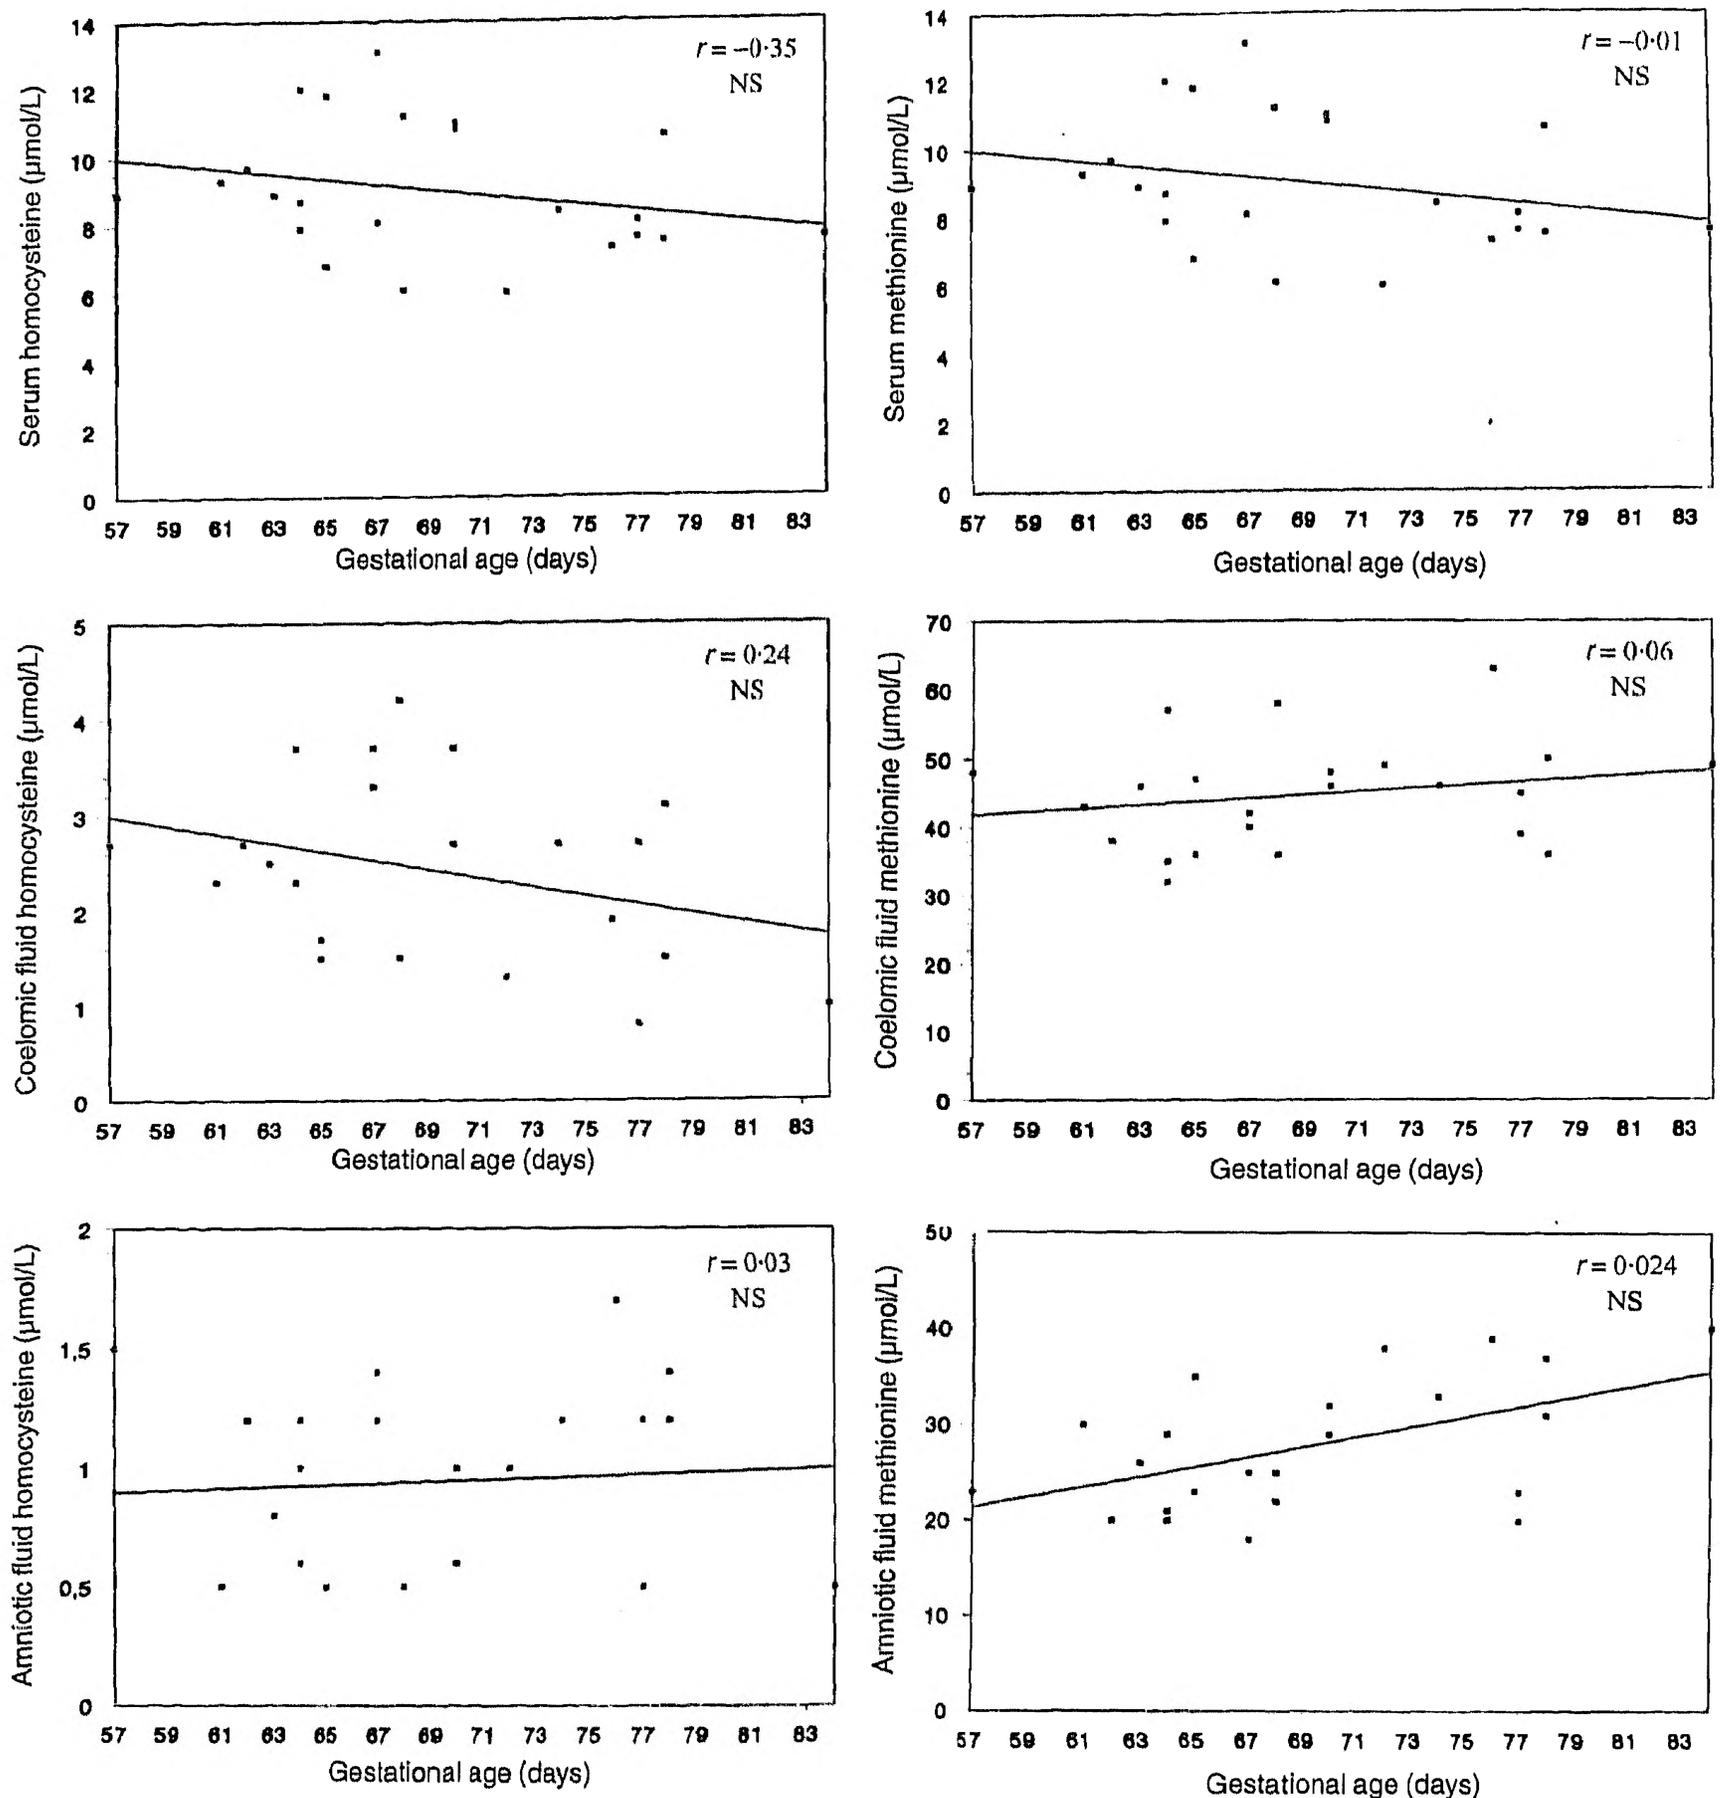 14
12
10
8
6
4
2
0
Serum homocysteine (µmol/L)
r = –0·35
NS
57 59 61 63 65 67 69 71 73 75 77 79 81 83
Gestational age (days)
14
12
10
8
6
4
2
0
Serum methionine (µmol/L)
r = –0·01
NS
57 59 61 63 65 67 69 71 73 75 77 79 81 83
Gestational age (days)
5
4
3
2
1
0
Coelomic fluid homocysteine (µmol/L)
r = 0·24
NS
57 59 61 63 65 67 69 71 73 75 77 79 81 83
Gestational age (days)
70
60
50
40
30
20
10
0
Coelomic fluid methionine (µmol/L)
r = 0·06
NS
57 59 61 63 65 67 69 71 73 75 77 79 81 83
Gestational age (days)
2
1,5
1
0,5
0
Amniotic fluid homocysteine (µmol/L)
r = 0·03
NS
57 59 61 63 65 67 69 71 73 75 77 79 81 83
Gestational age (days)
50
40
30
20
10
0
Amniotic fluid methionine (µmol/L)
r = 0·024
NS
57 59 61 63 65 67 69 71 73 75 77 79 81 83
Gestational age (days)